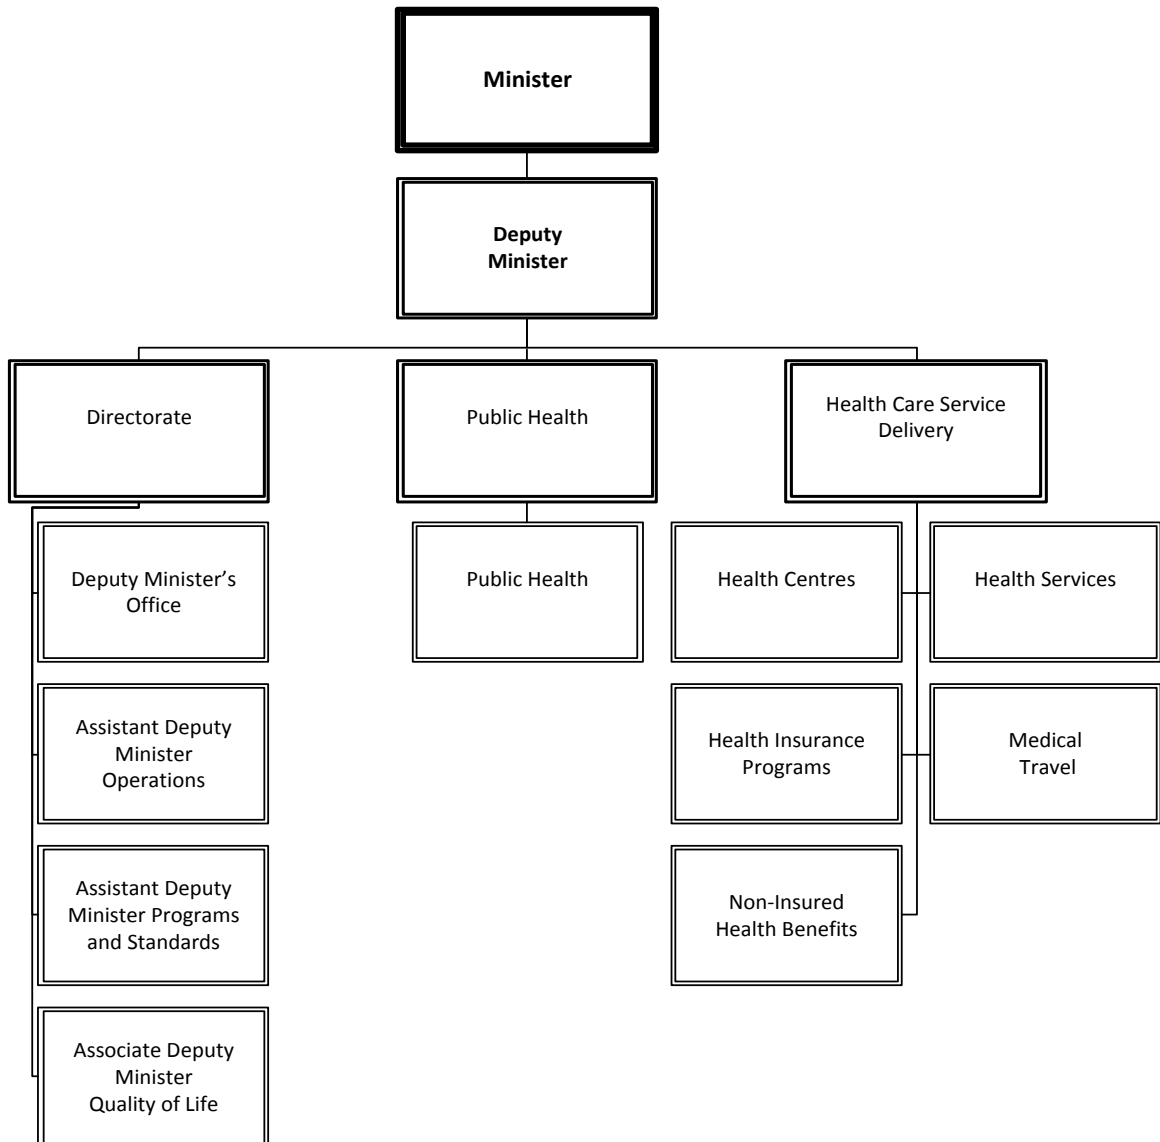 Minister
Deputy
Minister
Directorate
Public Health
Health Care Service
Delivery
Deputy Minister’s
Office
Public Health
Health Centres
Health Services
Assistant Deputy
Minister
Operations
Health Insurance
Programs
Medical
Travel
Assistant Deputy
Minister Programs
and Standards
Non-Insured
Health Benefits
Associate Deputy
Minister
Quality of Life